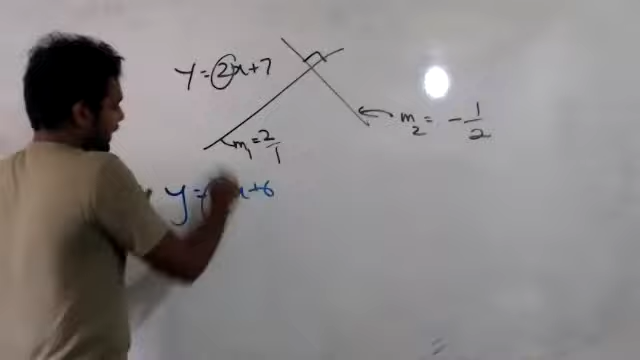 y=2x+7
m₁=2/1
m₂=-1/2
y= x+6